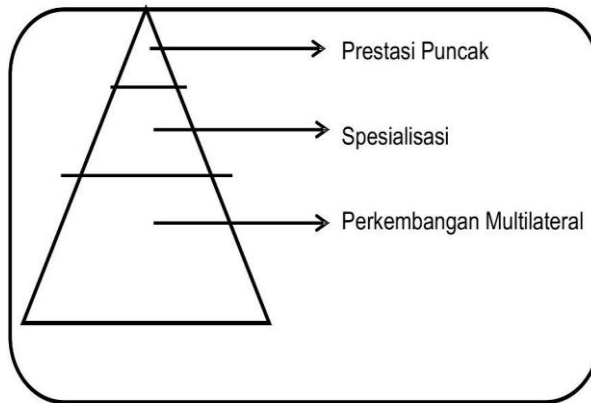 Prestasi Puncak
Spesialisasi
Perkembangan Multilateral